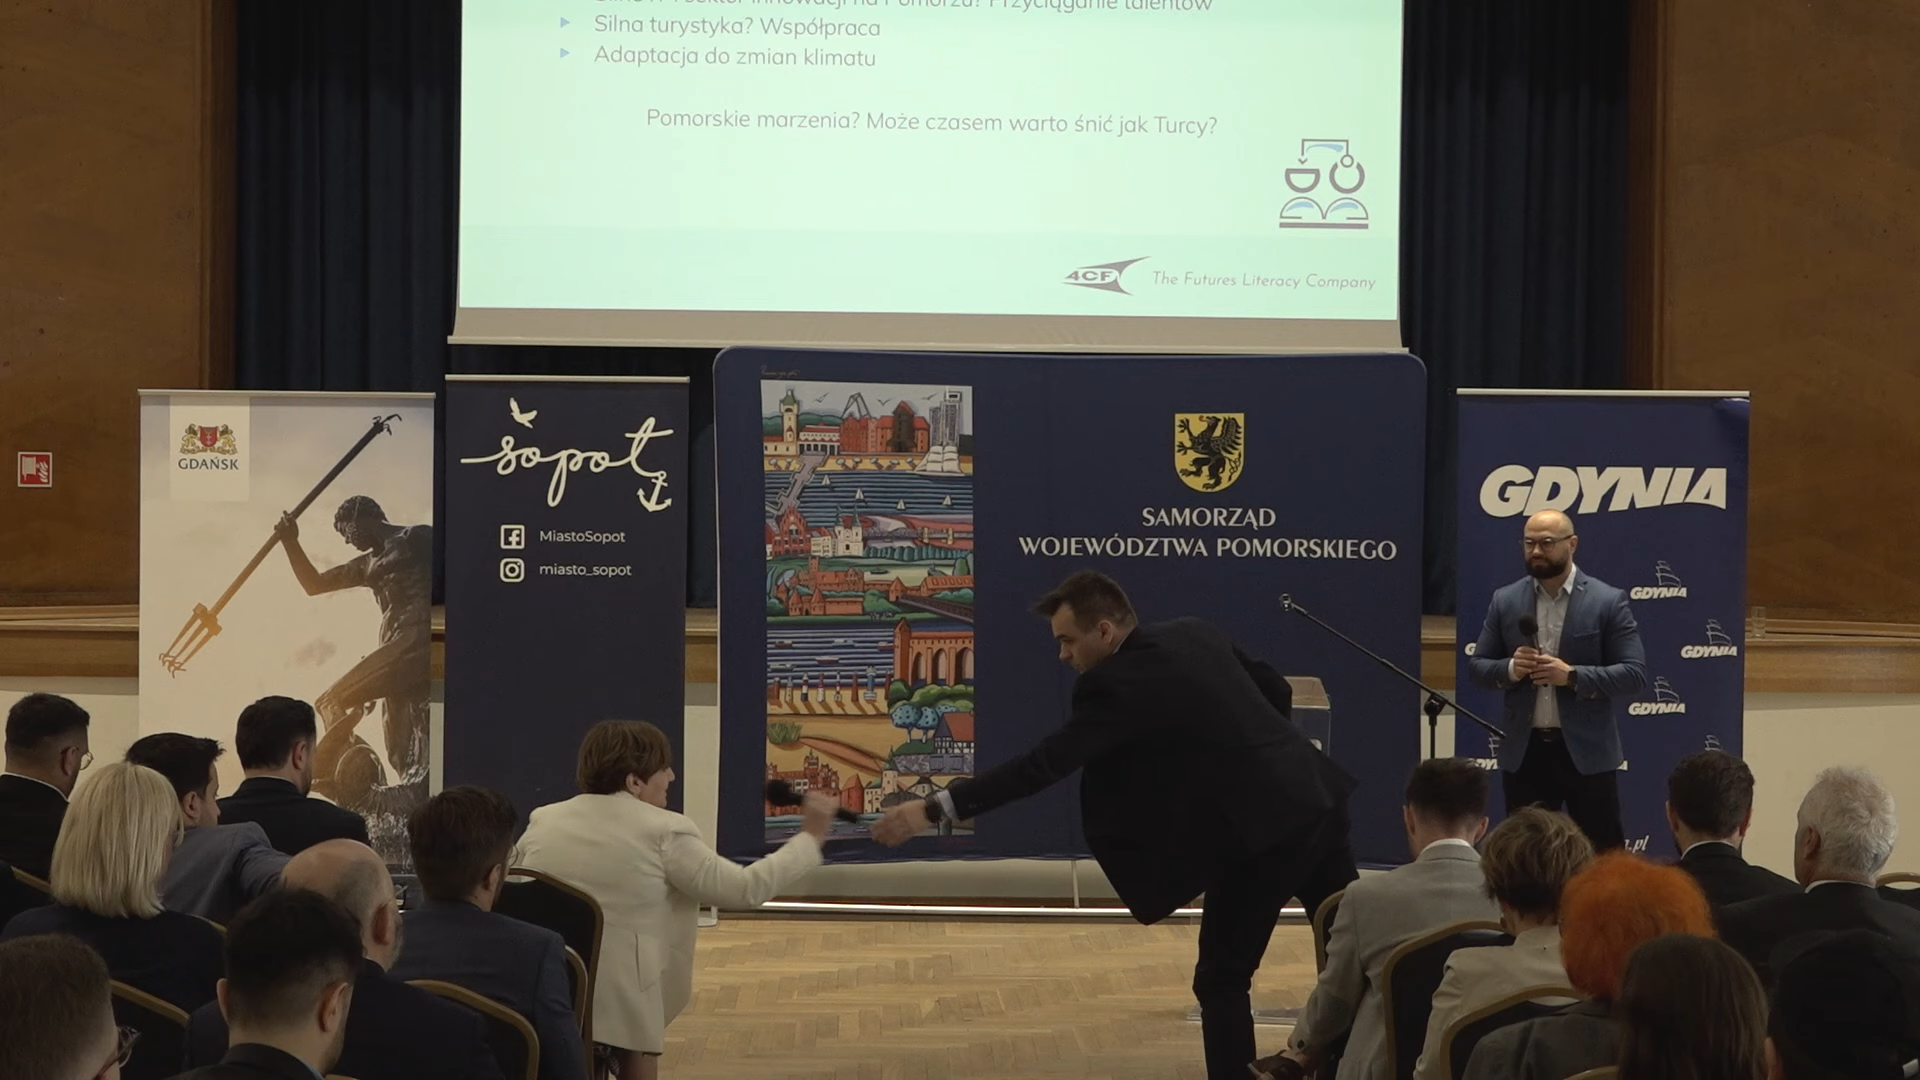 Silna turystyka? Współpraca
Adaptacja do zmian klimatu
Pomorskie marzenia? Może czasem warto śnić jak Turcy?
4CF The Futures Literacy Company
GDAŃSK
sopot
MiastoSopot
miasto_sopot
SAMORZĄD
WOJEWÓDZTWA POMORSKIEGO
GDYNIA
GDYNIA
GDYNIA
GDYNIA